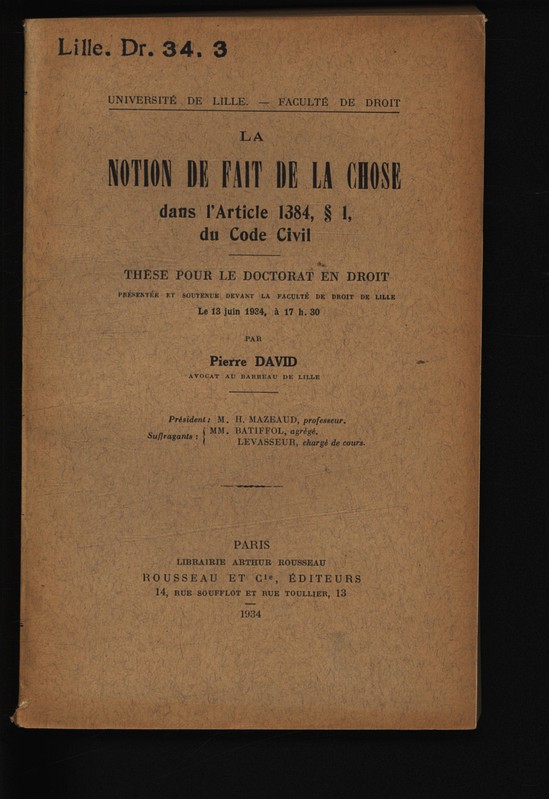 Lille. Dr. 34. 3
UNIVERSITÉ DE LILLE. — FACULTÉ DE DROIT
LA
NOTION DE FAIT DE LA CHOSE
dans l'Article 1384, § 1,
du Code Civil
THÈSE POUR LE DOCTORAT EN DROIT
PRÉSENTÉE ET SOUTENUE DEVANT LA FACULTÉ DE DROIT DE LILLE
Le 13 juin 1934, à 17 h. 30
PAR
Pierre DAVID
AVOCAT AU BARREAU DE LILLE
Président : M. H. MAZEAUD, professeur.
Suffragants : { MM. BATIFFOL, agrégé.
LEVASSEUR, chargé de cours.
PARIS
LIBRAIRIE ARTHUR ROUSSEAU
ROUSSEAU ET Cie, ÉDITEURS
14, RUE SOUFFLOT ET RUE TOULLIER, 13
1934